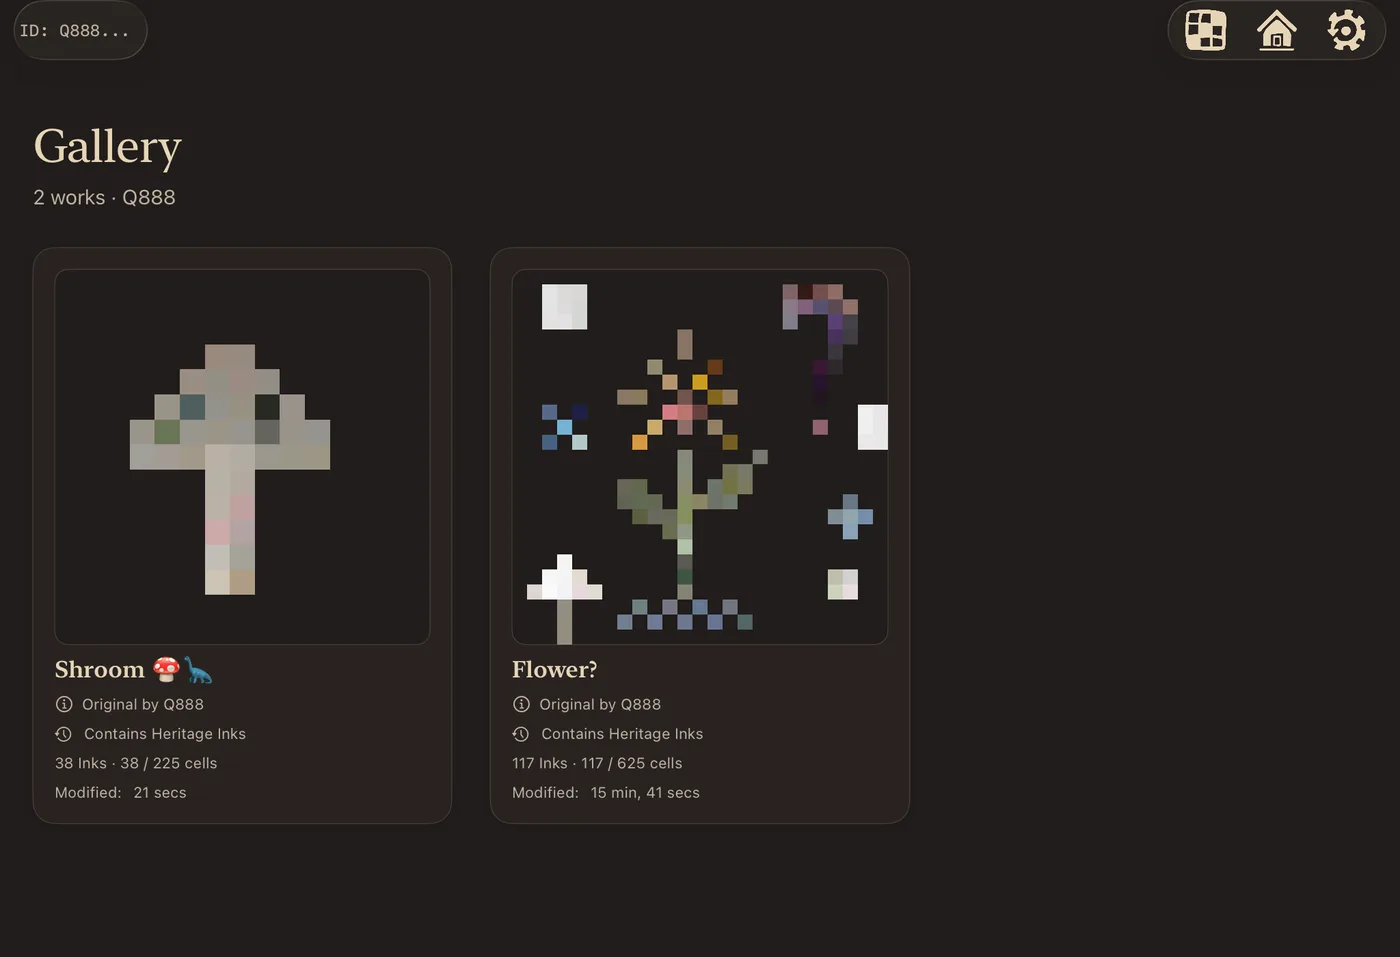 ID: Q888...
Gallery
2 works · Q888
Shroom 🍄🦕
Original by Q888
Contains Heritage Inks
38 Inks · 38 / 225 cells
Modified: 21 secs
Flower?
Original by Q888
Contains Heritage Inks
117 Inks · 117 / 625 cells
Modified: 15 min, 41 secs